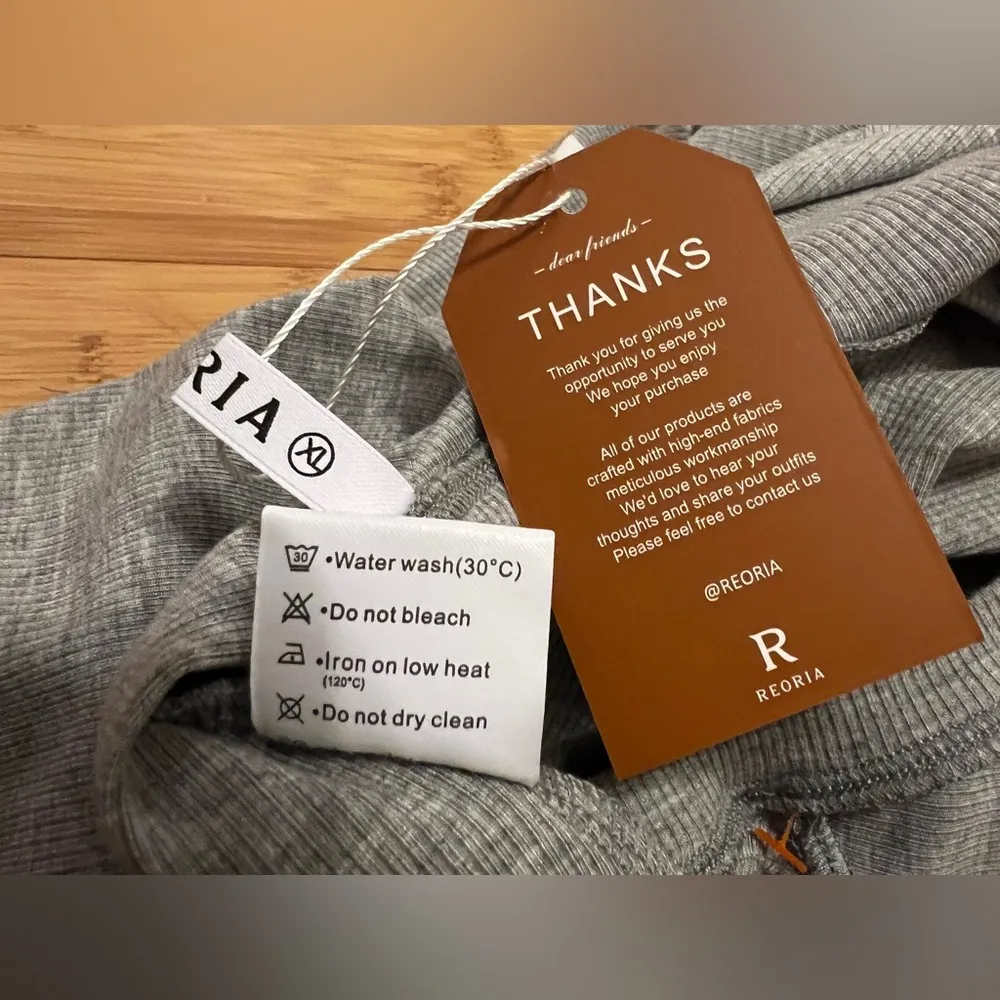 RIA XL
30 •Water wash(30°C)
•Do not bleach
•Iron on low heat
(120°C)
•Do not dry clean
- dear friends -
THANKS
Thank you for giving us the
opportunity to serve you
We hope you enjoy
your purchase
All of our products are
crafted with high-end fabrics
meticulous workmanship
We'd love to hear your
thoughts and share your outfits
Please feel free to contact us
@REORIA
R
REORIA